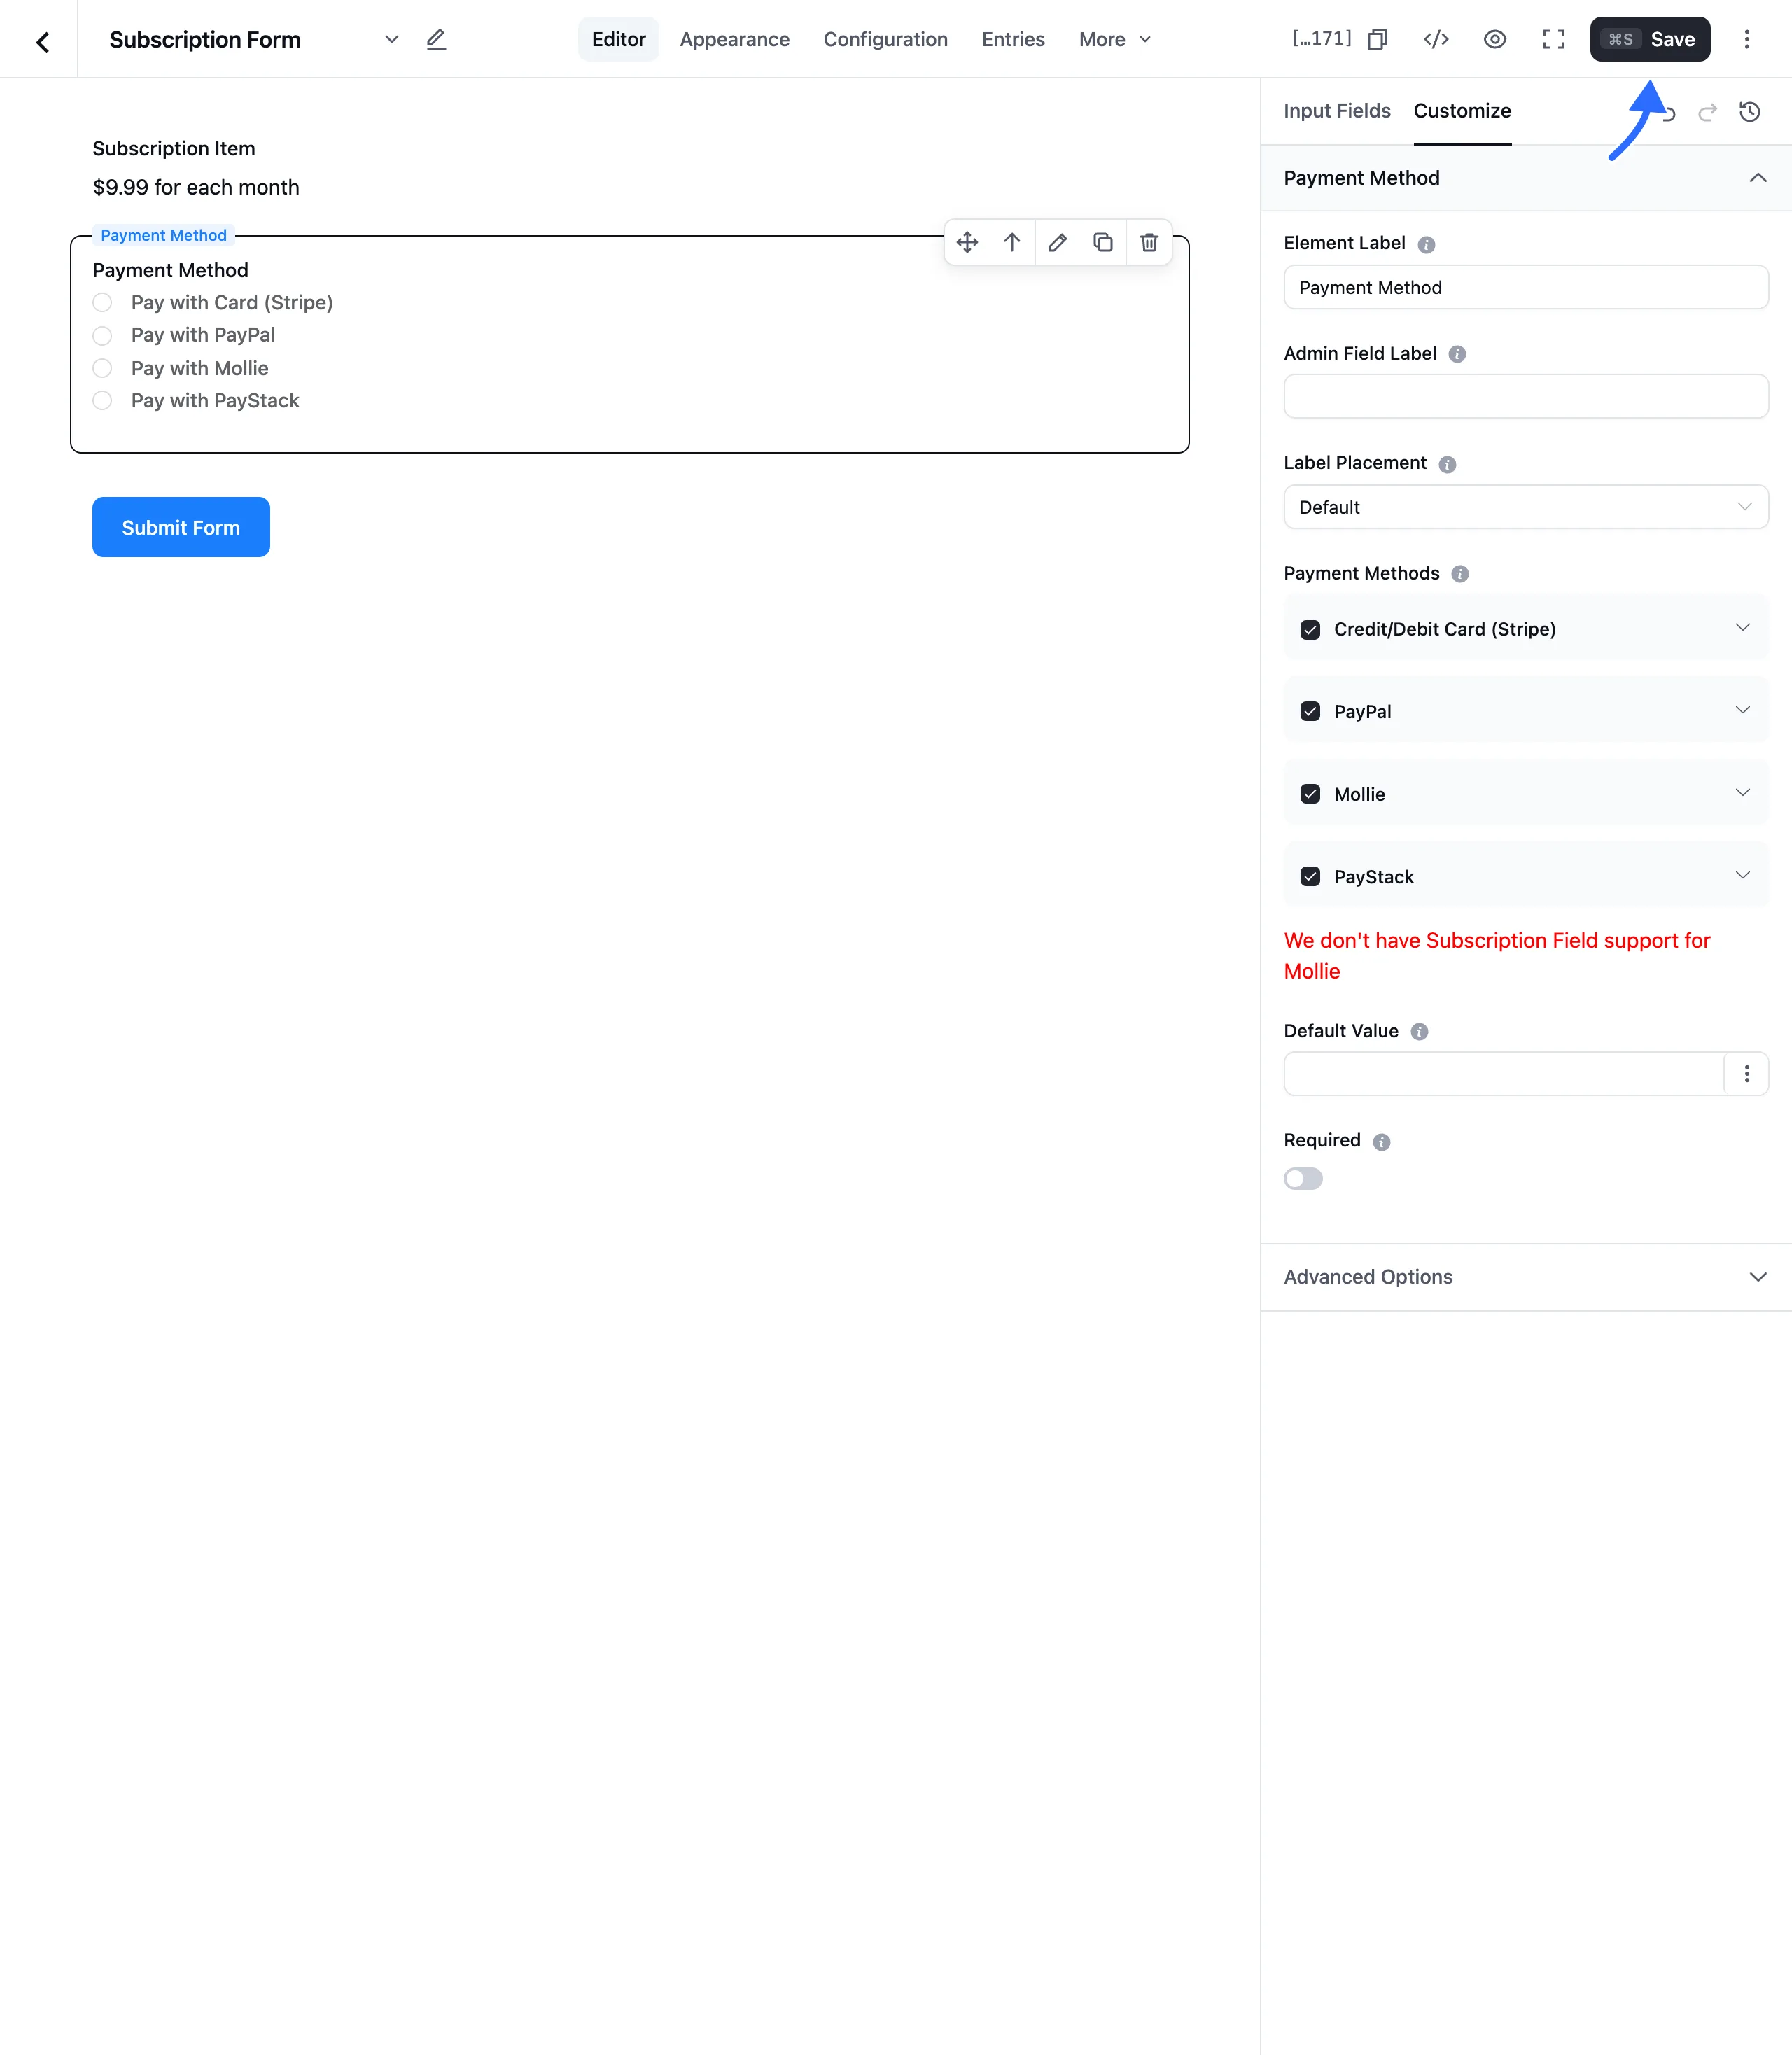 Subscription Form
Editor
Appearance
Configuration
Entries
More
[...171]
⌘S Save
Subscription Item
$9.99 for each month
Payment Method
Payment Method
Pay with Card (Stripe)
Pay with PayPal
Pay with Mollie
Pay with PayStack
Submit Form
Input Fields
Customize
Payment Method
Element Label
Payment Method
Admin Field Label
Label Placement
Default
Payment Methods
Credit/Debit Card (Stripe)
PayPal
Mollie
PayStack
We don't have Subscription Field support for
Mollie
Default Value
Required
Advanced Options